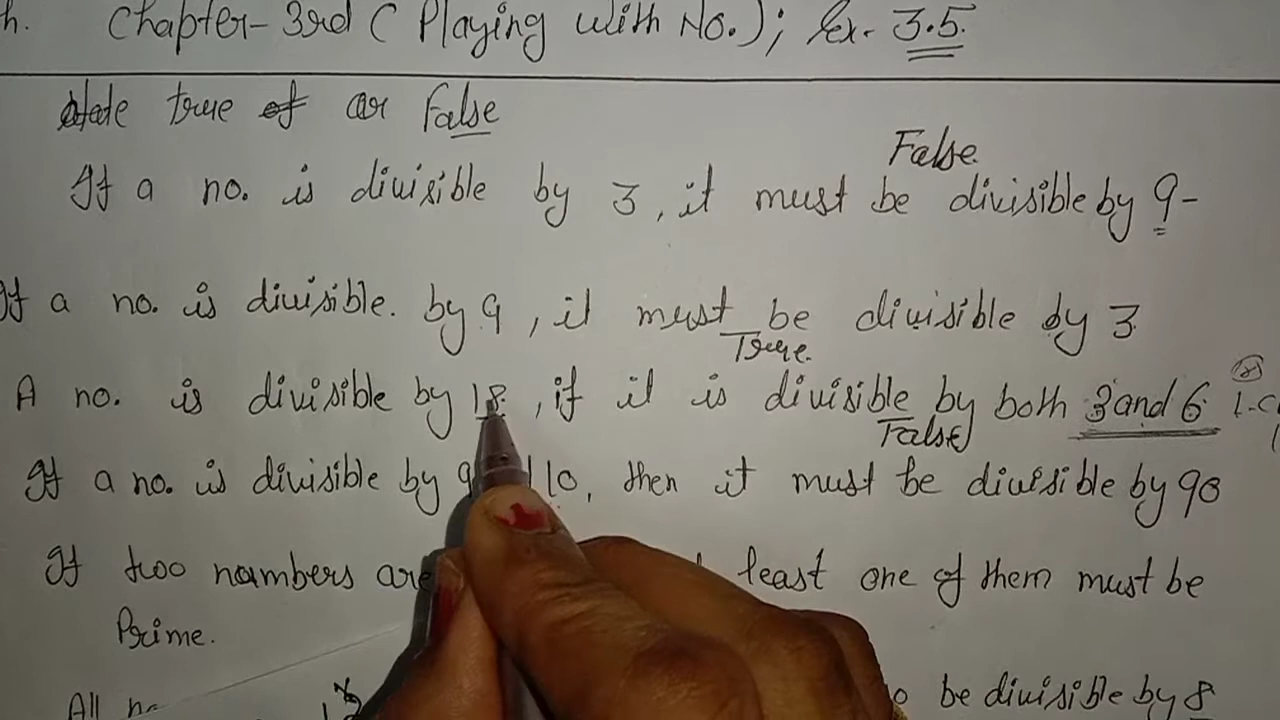 h. Chapter-3rd ( Playing with No.); Ex- 3.5.
State true of or False
False.
If a no. is divisible by 3, it must be divisible by 9-
If a no. is divisible. by 9, it must be divisible by 3
True.
A no. is divisible by 18, if it is divisible by both 3 and 6
False
If a no. is divisible by 9 10, then it must be divisible by 90
If two numbers are least one of them must be
Prime.
All be divisible by 8